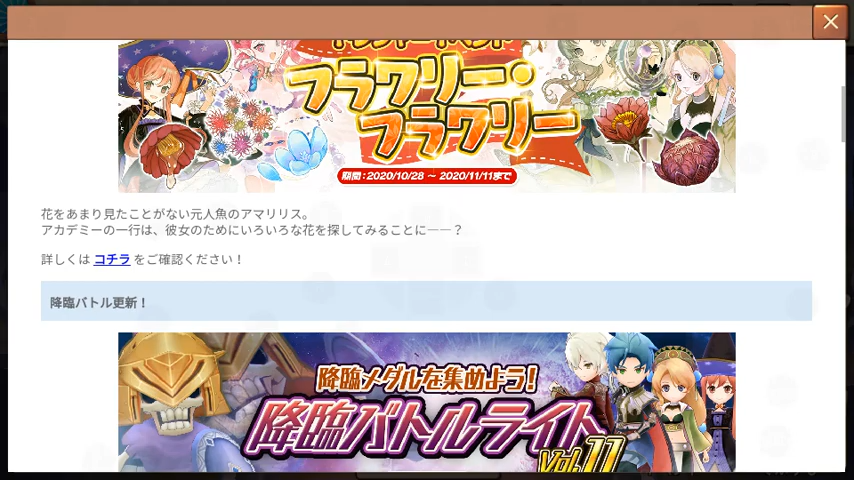 フラワリー・
フラワリー
期間：2020/10/28 ～ 2020/11/11まで
花をあまり見たことがない元人魚のアマリリス。
アカデミーの一行は、彼女のためにいろいろな花を探してみることに――？
詳しくは コチラ をご確認ください！
降臨バトル更新！
降臨メダルを集めよう！
降臨バトルライト
Vol.11